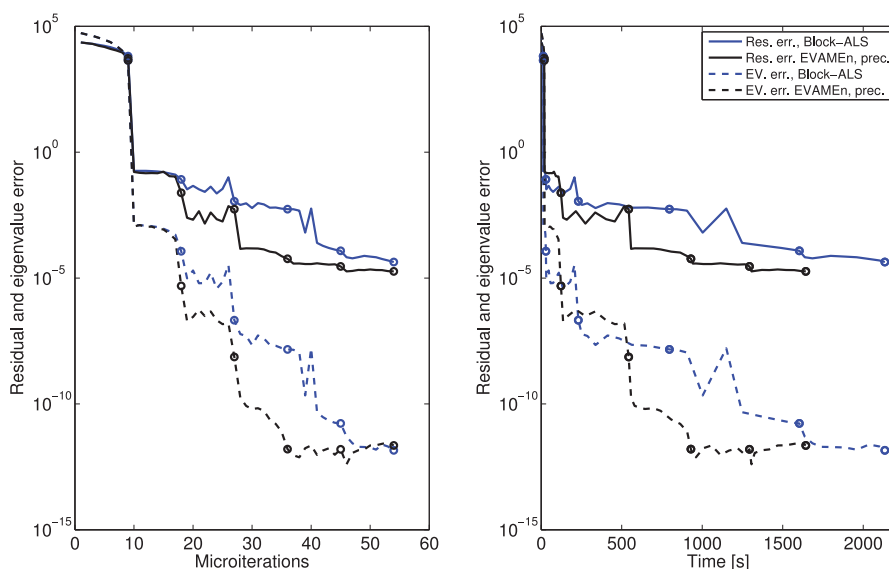 Residual and eigenvalue error
10^5
10^0
10^-5
10^-10
10^-15
0 10 20 30 40 50 60
Microiterations
Residual and eigenvalue error
10^5
10^0
10^-5
10^-10
10^-15
0 500 1000 1500 2000
Time [s]
Res. err., Block-ALS
Res. err. EVAMEn, prec.
EV. err., Block-ALS
EV. err. EVAMEn, prec.